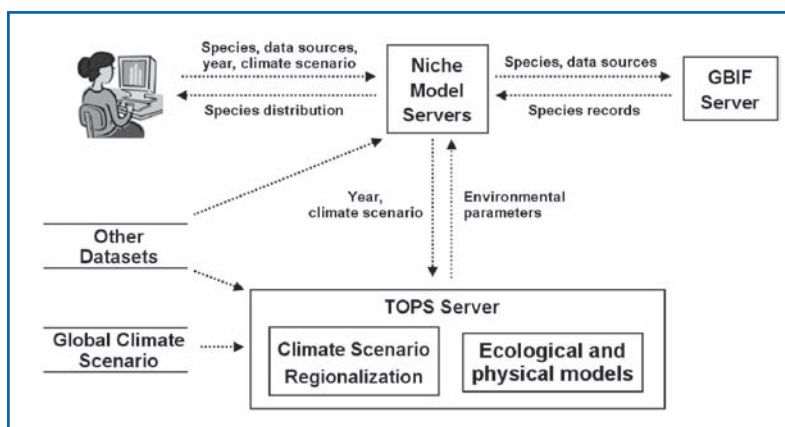 Species, data sources,
year, climate scenario
Species distribution
Niche
Model
Servers
Species, data sources
Species records
GBIF
Server
Year,
climate scenario
Environmental
parameters
Other
Datasets
Global Climate
Scenario
TOPS Server
Climate Scenario
Regionalization
Ecological and
physical models